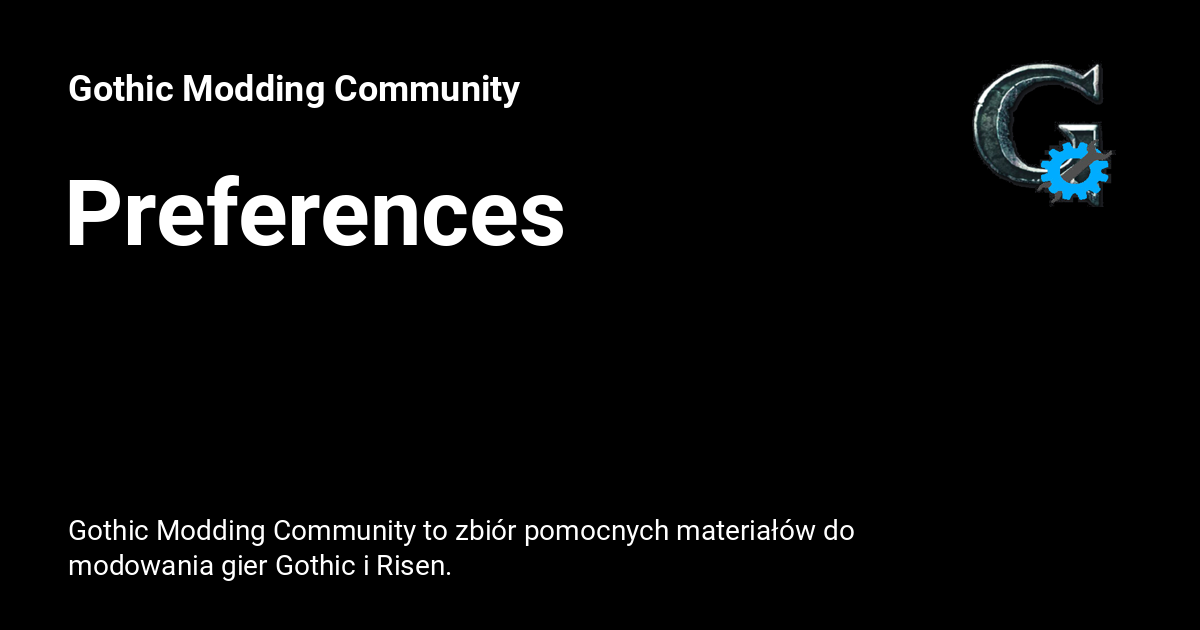 Gothic Modding Community
Preferences
Gothic Modding Community to zbiór pomocnych materiałów do
modowania gier Gothic i Risen.